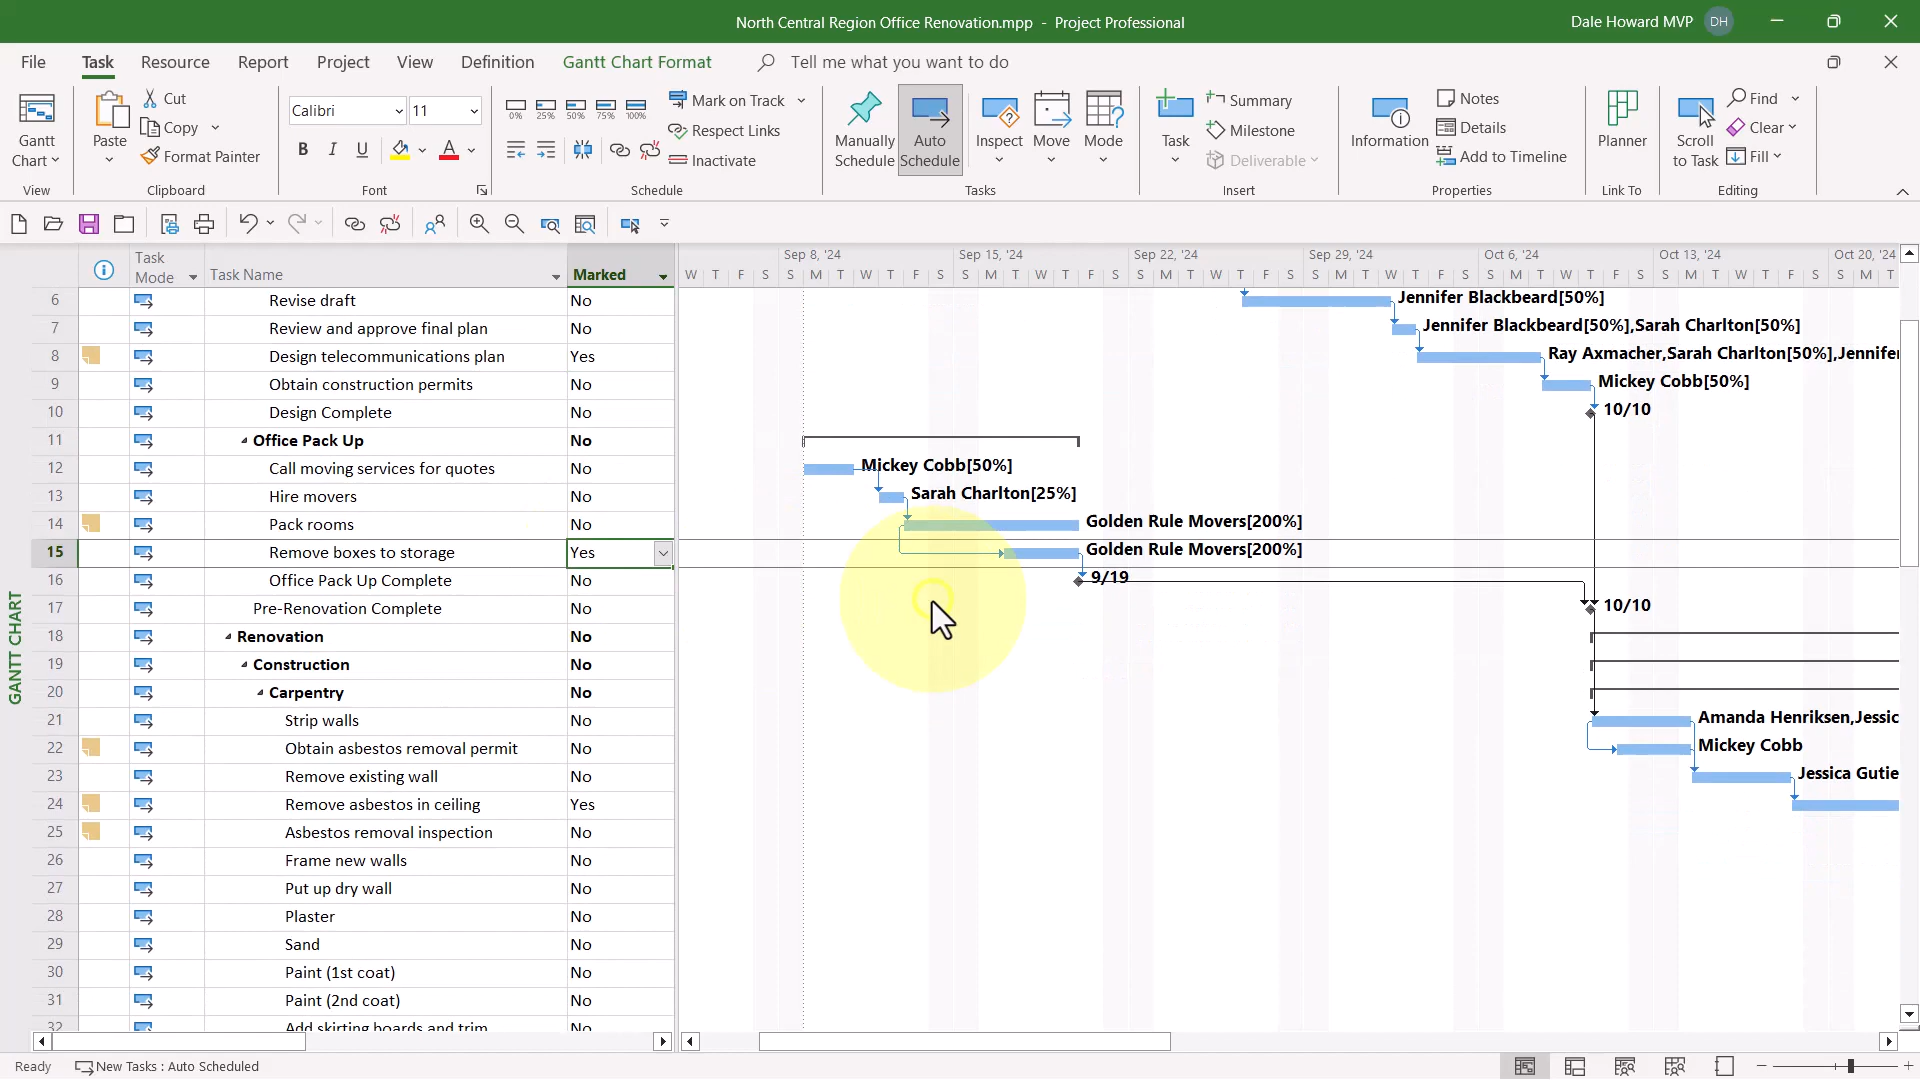 North Central Region Office Renovation.mpp - Project Professional
Dale Howard MVP DH
File Task Resource Report Project View Definition Gantt Chart Format Tell me what you want to do
Gantt
Chart
View
Paste
Cut
Copy
Format Painter
Clipboard
Calibri 11
B I U A
Font
0% 25% 50% 75% 100%
Mark on Track
Respect Links
Inactivate
Schedule
Manually
Schedule
Auto
Schedule
Inspect
Move
Mode
Tasks
Task
Summary
Milestone
Deliverable
Insert
Information
Notes
Details
Add to Timeline
Properties
Planner
Link To
Scroll
to Task
Find
Clear
Fill
Editing
Task
Mode
Task Name
Marked
Sep 8, '24 Sep 15, '24 Sep 22, '24 Sep 29, '24 Oct 6, '24 Oct 13, '24 Oct 20, '24
W T F S S M T W T F S S M T W T F S S M T W T F S S M T W T F S S M T W T F S S M T W T F S S M T
6 Revise draft No Jennifer Blackbeard[50%]
7 Review and approve final plan No Jennifer Blackbeard[50%],Sarah Charlton[50%]
8 Design telecommunications plan Yes Ray Axmacher,Sarah Charlton[50%],Jennifer
9 Obtain construction permits No Mickey Cobb[50%]
10 Design Complete No 10/10
11 Office Pack Up No
12 Call moving services for quotes No Mickey Cobb[50%]
13 Hire movers No Sarah Charlton[25%]
14 Pack rooms No Golden Rule Movers[200%]
15 Remove boxes to storage Yes Golden Rule Movers[200%]
16 Office Pack Up Complete No 9/19
17 Pre-Renovation Complete No 10/10
18 Renovation No
19 Construction No
20 Carpentry No
21 Strip walls No Amanda Henriksen,Jessic
22 Obtain asbestos removal permit No Mickey Cobb
23 Remove existing wall No Jessica Gutie
24 Remove asbestos in ceiling Yes
25 Asbestos removal inspection No
26 Frame new walls No
27 Put up dry wall No
28 Plaster No
29 Sand No
30 Paint (1st coat) No
31 Paint (2nd coat) No
32 Add skirting boards and trim No
GANTT CHART
Ready New Tasks : Auto Scheduled